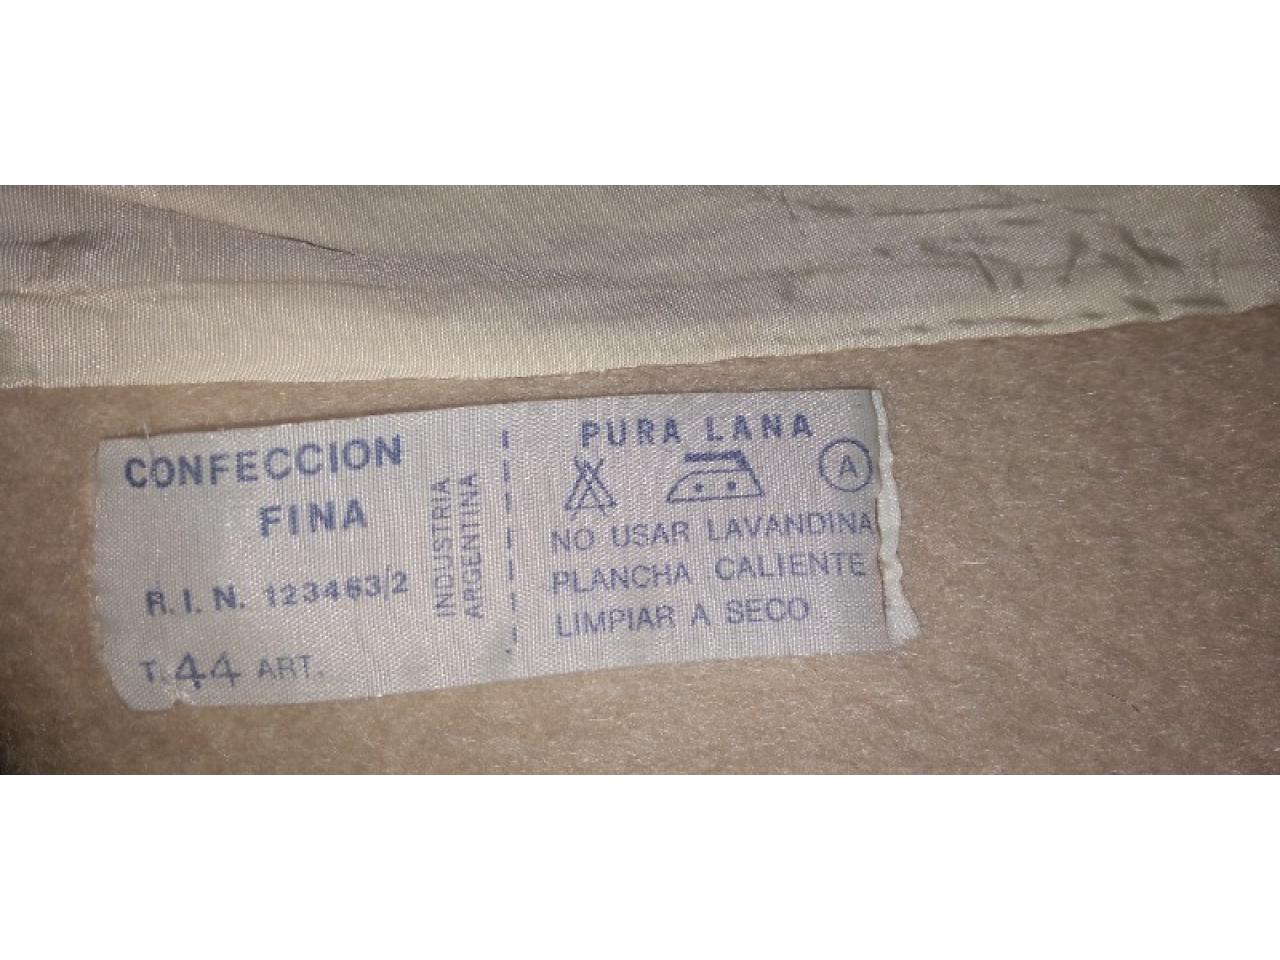 CONFECCION
FINA
R.I.N. 123463/2
T. 44 ART.
INDUSTRIA
ARGENTINA
PURA LANA
A
NO USAR LAVANDINA
PLANCHA CALIENTE
LIMPIAR A SECO